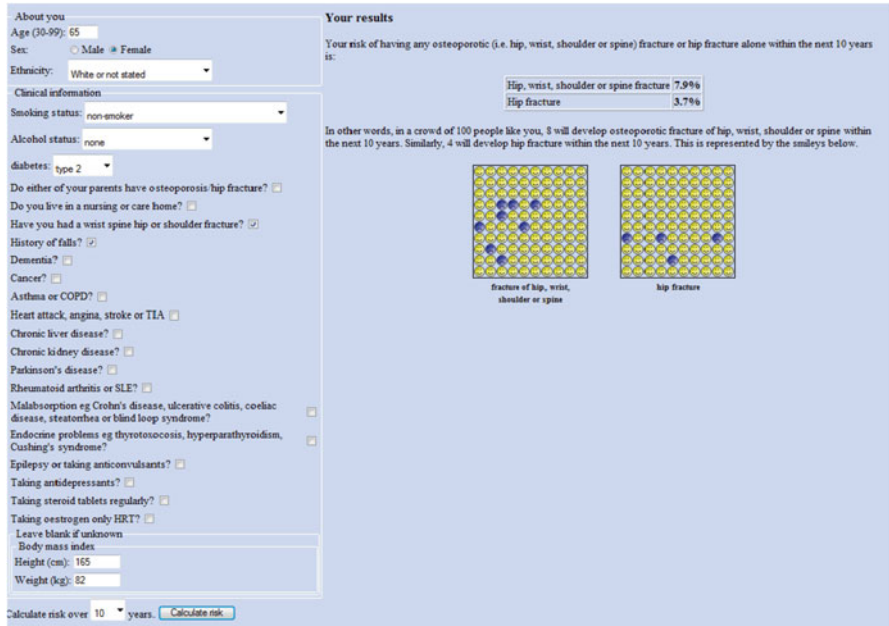 About you
Age (30-99): 65
Sex: Male Female
Ethnicity: White or not stated
Clinical information
Smoking status: non-smoker
Alcohol status: none
diabetes: type 2
Do either of your parents have osteoporosis/hip fracture?
Do you live in a nursing or care home?
Have you had a wrist spine hip or shoulder fracture?
History of falls?
Dementia?
Cancer?
Asthma or COPD?
Heart attack, angina, stroke or TIA
Chronic liver disease?
Chronic kidney disease?
Parkinson's disease?
Rheumatoid arthritis or SLE?
Malabsorption eg Crohn's disease, ulcerative colitis, coeliac
disease, steatorrhea or blind loop syndrome?
Endocrine problems eg thyrotoxocosis, hyperparathyroidism,
Cushing's syndrome?
Epilepsy or taking anticonvulsants?
Taking antidepressants?
Taking steroid tablets regularly?
Taking oestrogen only HRT?
Leave blank if unknown
Body mass index
Height (cm): 165
Weight (kg): 82
Calculate risk over 10 years. Calculate risk
Your results
Your risk of having any osteoporotic (i.e. hip, wrist, shoulder or spine) fracture or hip fracture alone within the next 10 years
is:
Hip, wrist, shoulder or spine fracture 7.9%
Hip fracture 3.7%
In other words, in a crowd of 100 people like you, 8 will develop osteoporotic fracture of hip, wrist, shoulder or spine within
the next 10 years. Similarly, 4 will develop hip fracture within the next 10 years. This is represented by the smileys below.
fracture of hip, wrist,
shoulder or spine
hip fracture